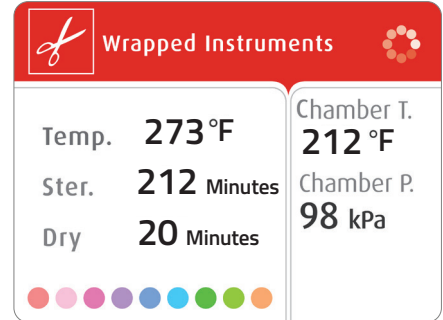 Wrapped Instruments
Temp. 273°F
Ster. 212 Minutes
Dry 20 Minutes
Chamber T.
212 °F
Chamber P.
98 kPa